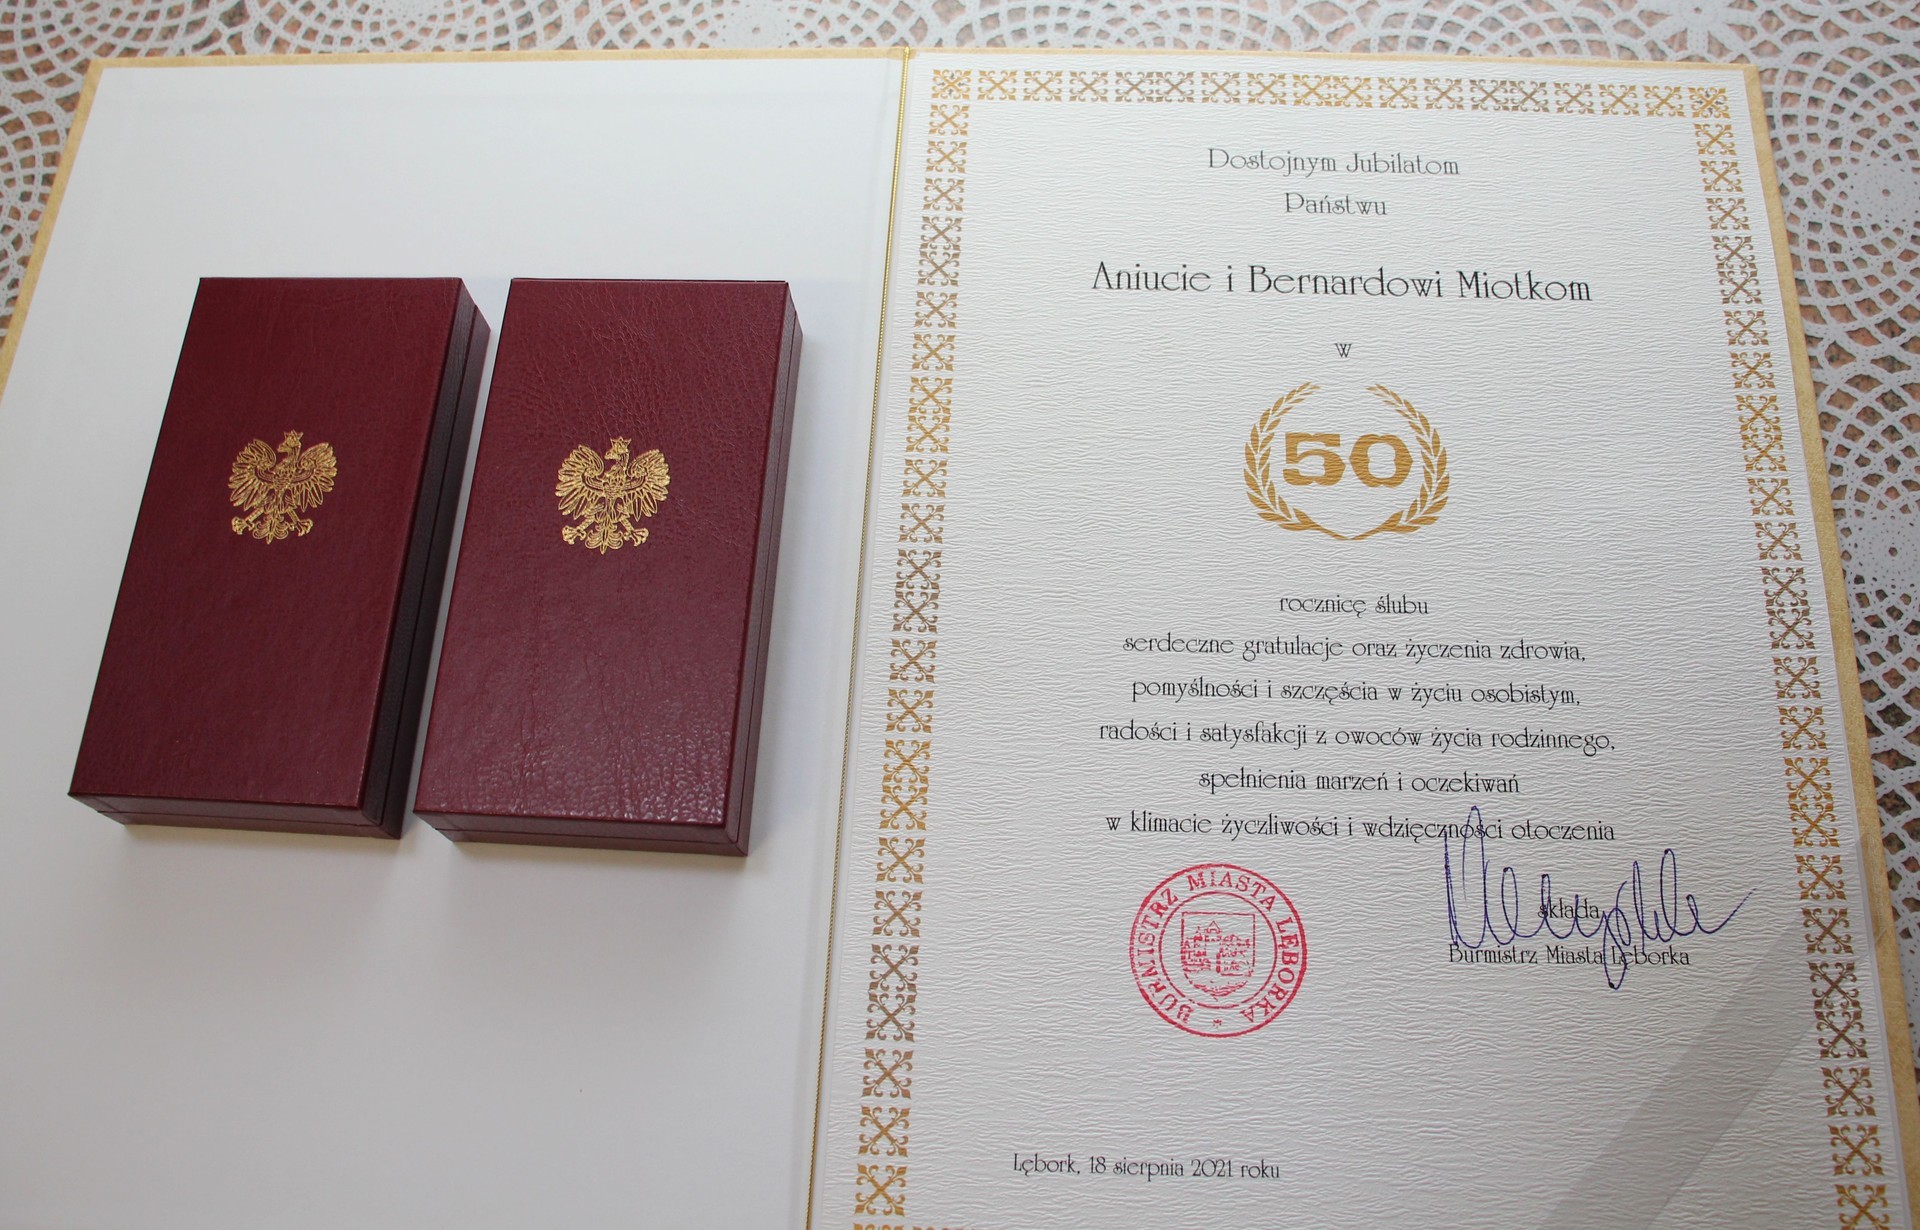 Dostojnym Jubilatom
Państwu
Aniucie i Bernardowi Miotkom
w
50
rocznicę ślubu
serdeczne gratulacje oraz życzenia zdrowia,
pomyślności i szczęścia w życiu osobistym,
radości i satysfakcji z owoców życia rodzinnego,
spełnienia marzeń i oczekiwań
w klimacie życzliwości i wdzięczności otoczenia
składa
Burmistrz Miasta Lęborka
BURMISTRZ MIASTA LĘBORKA *
Lębork, 18 sierpnia 2021 roku